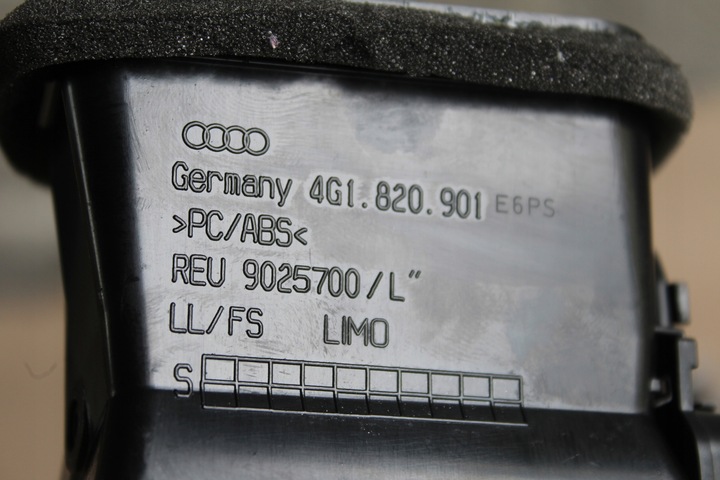 Germany 4G1.820.901 E6PS
>PC/ABS<
REU 9025700/L"
LL/FS LIMO
S